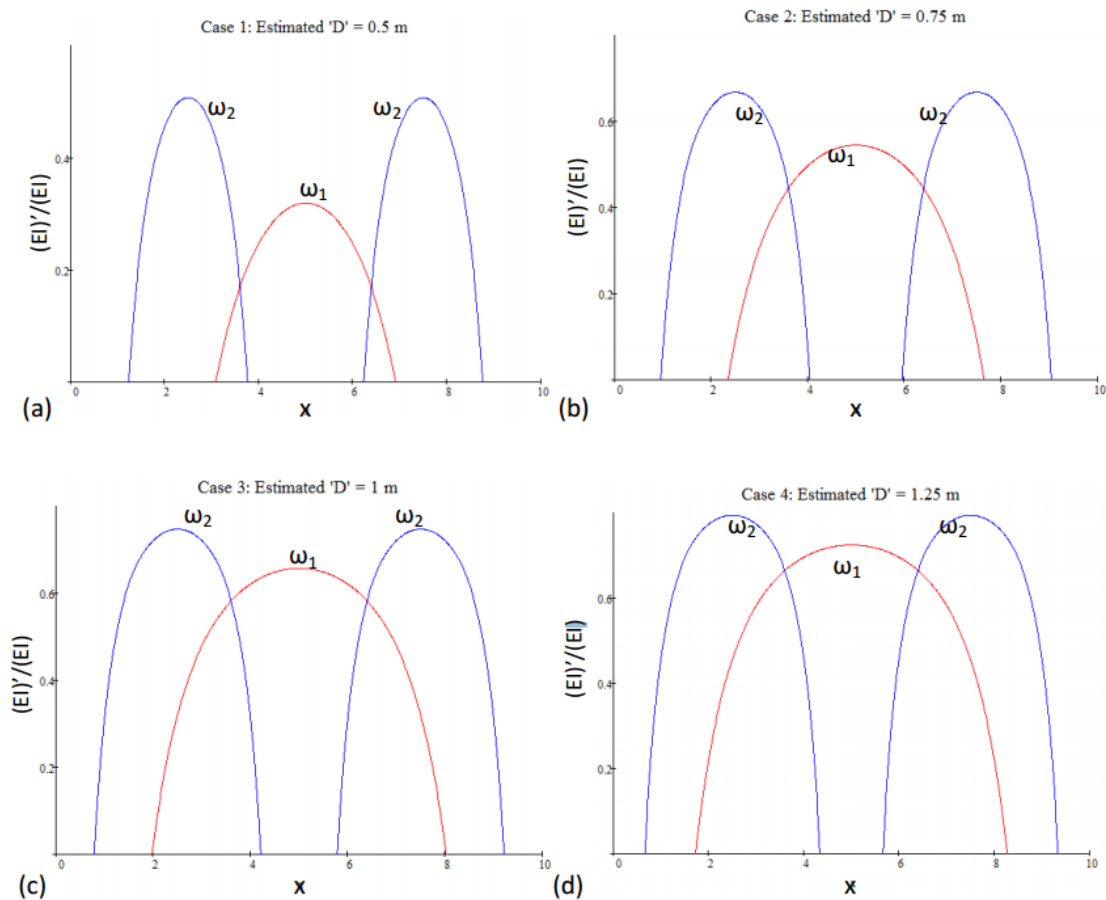 Case 1: Estimated 'D' = 0.5 m
ω2
ω2
ω1
(EI)'/(EI)
0.4
0.2
0 2 4 6 8 10
(a)
x
Case 2: Estimated 'D' = 0.75 m
ω2
ω2
ω1
(EI)'/(EI)
0.6
0.4
0.2
0 2 4 6 8 10
(b)
x
Case 3: Estimated 'D' = 1 m
ω2
ω2
ω1
(EI)'/(EI)
0.6
0.4
0.2
0 2 4 6 8 10
(c)
x
Case 4: Estimated 'D' = 1.25 m
ω2
ω2
ω1
(EI)'/(EI)
0.6
0.4
0.2
0 2 4 6 8 10
(d)
x